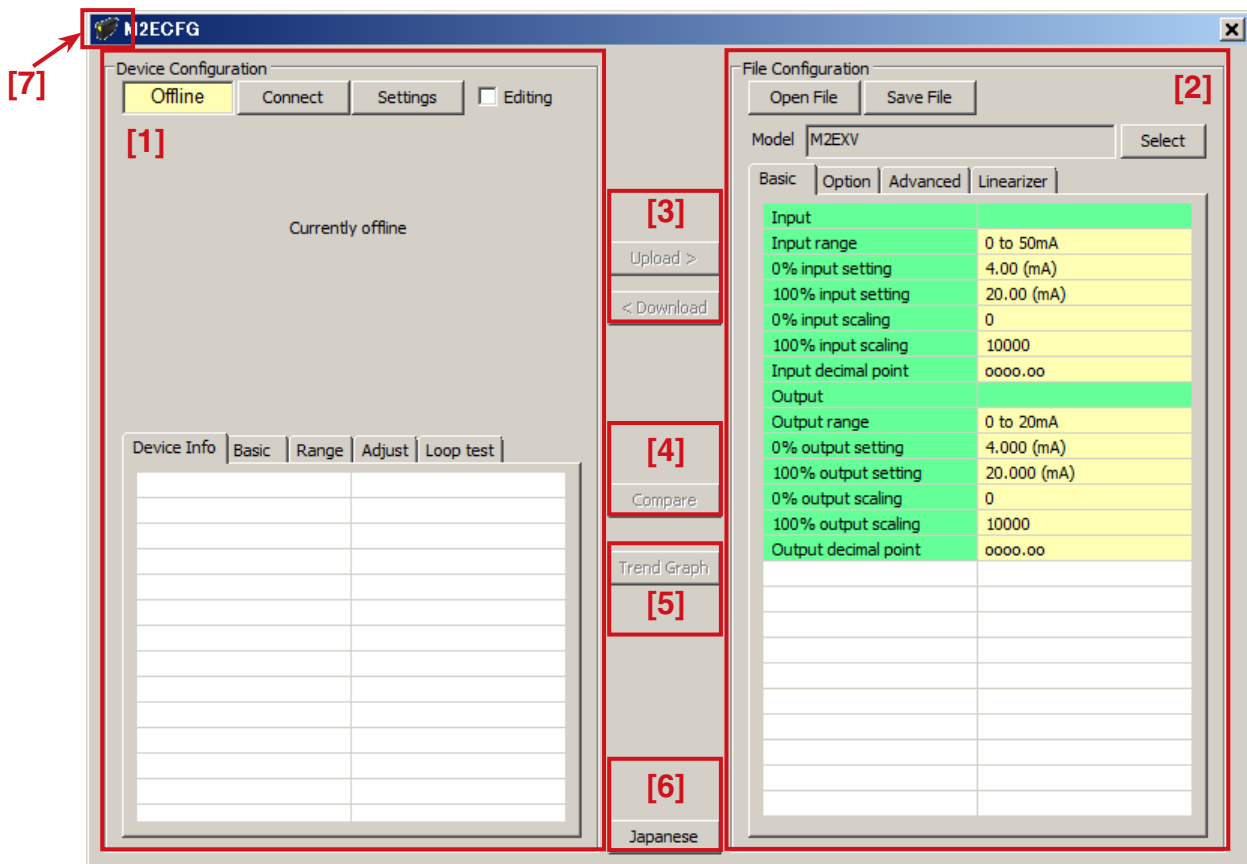 M2ECFG
[7]
Device Configuration
Offline
Connect
Settings
Editing
[1]
Currently offline
Device Info
Basic
Range
Adjust
Loop test
[3]
Upload >
< Download
[4]
Compare
Trend Graph
[5]
[6]
Japanese
File Configuration
Open File
Save File
[2]
Model
M2EXV
Select
Basic
Option
Advanced
Linearizer
Input
Input range 0 to 50mA
0% input setting 4.00 (mA)
100% input setting 20.00 (mA)
0% input scaling 0
100% input scaling 10000
Input decimal point oooo.oo
Output
Output range 0 to 20mA
0% output setting 4.000 (mA)
100% output setting 20.000 (mA)
0% output scaling 0
100% output scaling 10000
Output decimal point oooo.oo